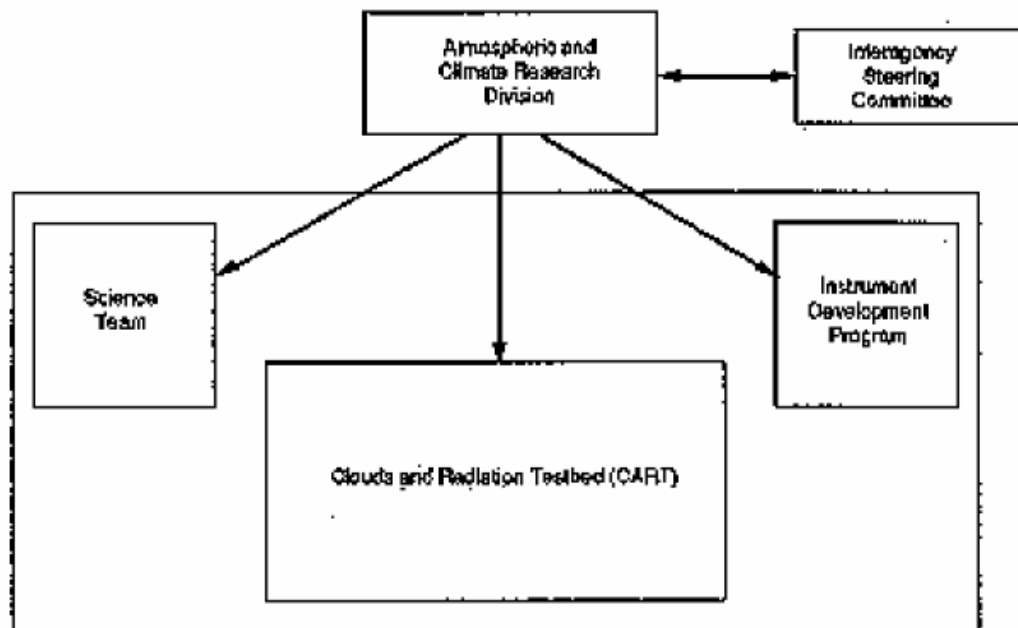 Atmospheric and
Climate Research
Division
Interagency
Steering
Committee
Science
Team
Instrument
Development
Program
Clouds and Radiation Testbed (CART)